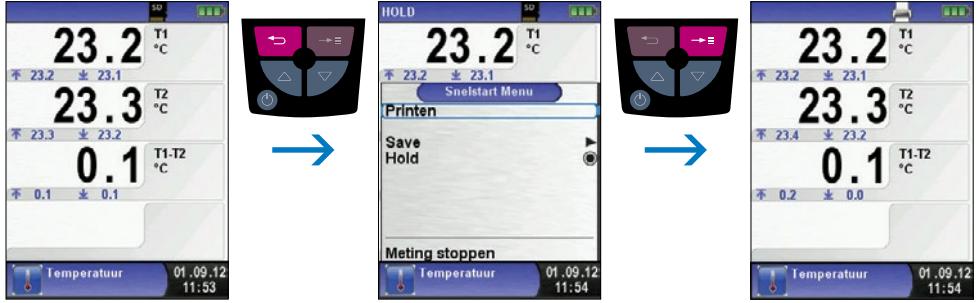 SD
23.2 T1 °C
23.2 23.1
23.3 T2 °C
23.3 23.2
0.1 T1-T2 °C
0.1 0.1
Temperatuur 01.09.12
11:53
HOLD SD
23.2 T1 °C
23.2 23.1
Snelstart Menu
Printen
Save
Hold
Meting stoppen
Temperatuur 01.09.12
11:54
23.2 T1 °C
23.2 23.1
23.3 T2 °C
23.4 23.2
0.1 T1-T2 °C
0.2 0.0
Temperatuur 01.09.12
11:54